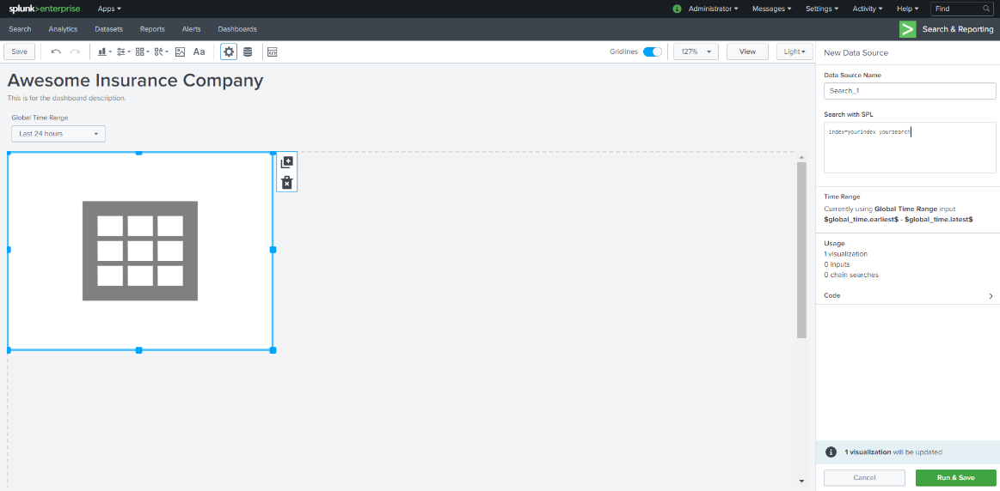 splunk>enterprise Apps Administrator Messages Settings Activity Help Find
Search Analytics Datasets Reports Alerts Dashboards Search & Reporting
Save Aa Gridlines 127% View Light
New Data Source
Awesome Insurance Company
This is for the dashboard description.
Global Time Range
Last 24 hours
Data Source Name
Search_1
Search with SPL
index=yourindex yoursearch
Time Range
Currently using Global Time Range input
$global_time.earliest$ - $global_time.latest$
Usage
1 visualization
0 inputs
0 chain searches
Code
1 visualization will be updated
Cancel Run & Save